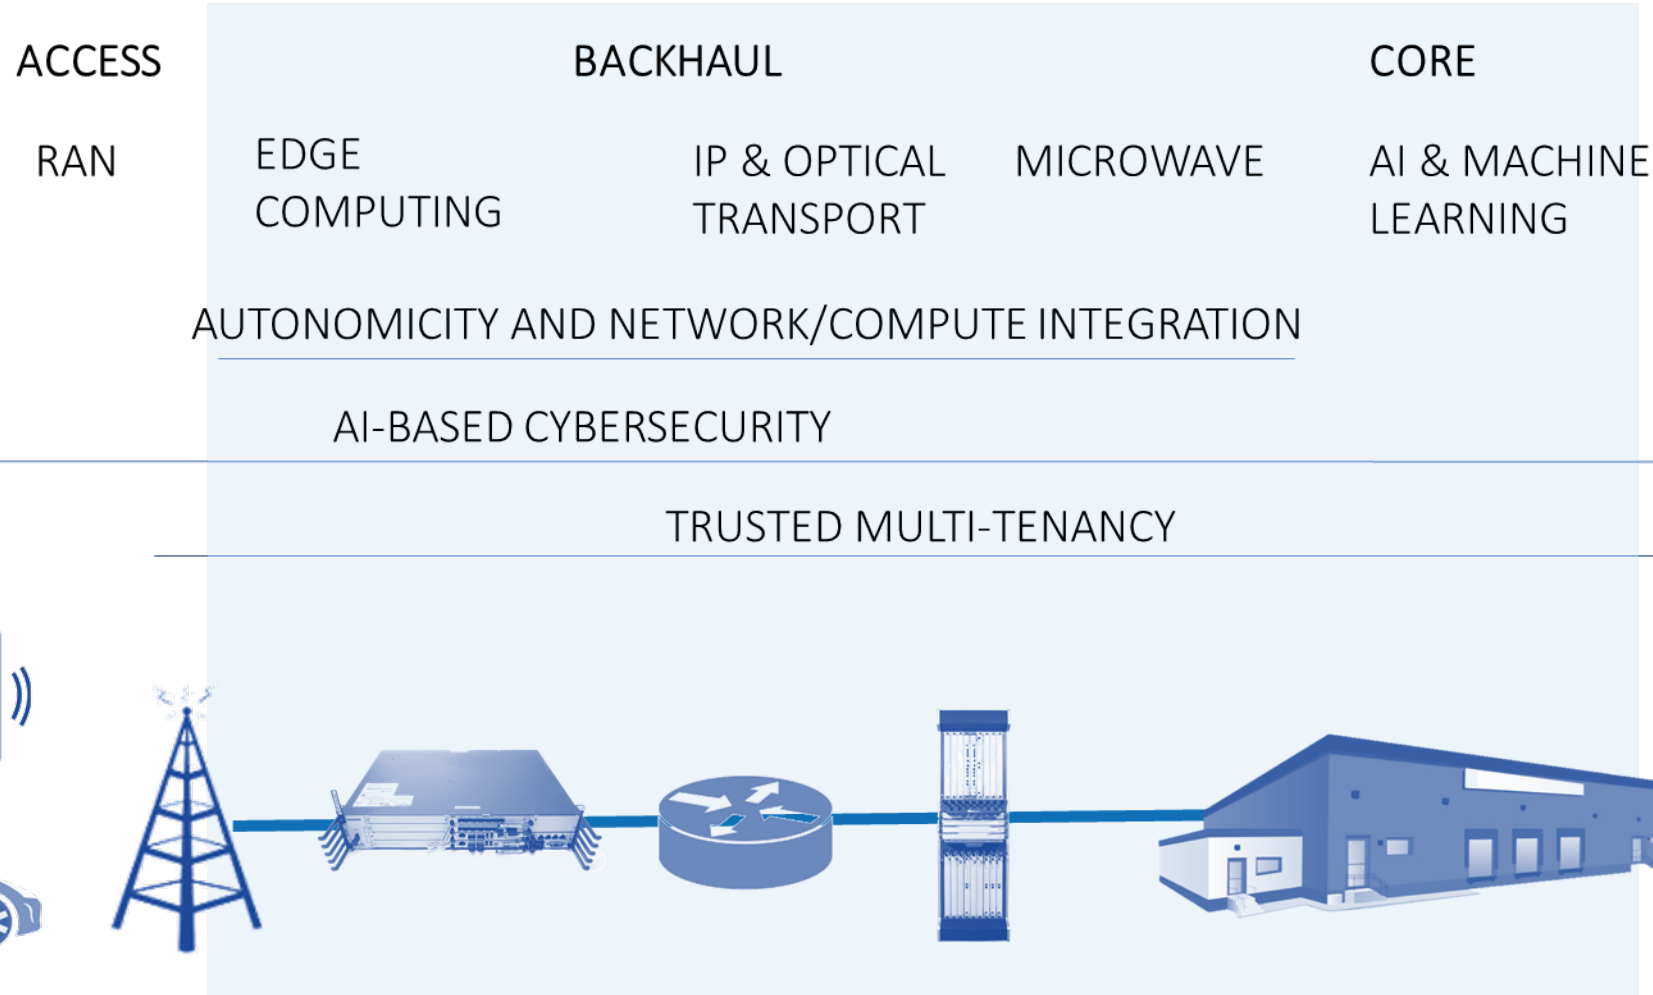 ACCESS
BACKHAUL
CORE
RAN
EDGE
COMPUTING
IP & OPTICAL
TRANSPORT
MICROWAVE
AI & MACHINE
LEARNING
AUTONOMICITY AND NETWORK/COMPUTE INTEGRATION
AI-BASED CYBERSECURITY
TRUSTED MULTI-TENANCY